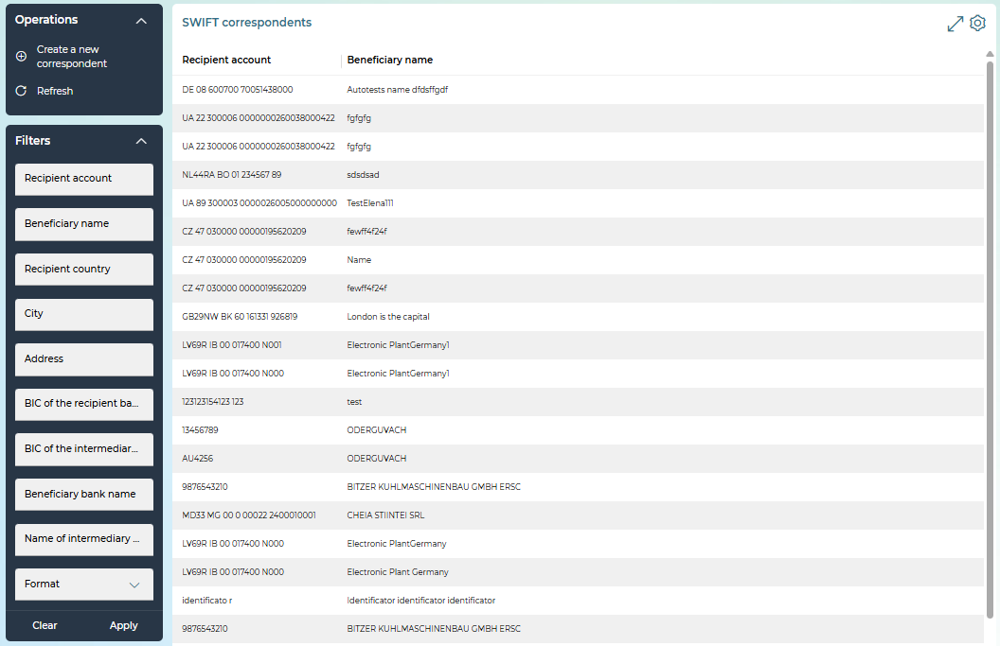 Operations
Create a new
correspondent
Refresh
Filters
Recipient account
Beneficiary name
Recipient country
City
Address
BIC of the recipient ba...
BIC of the intermediar...
Beneficiary bank name
Name of intermediary ...
Format
Clear Apply
SWIFT correspondents
Recipient account Beneficiary name
DE 08 600700 70051438000 Autotests name dfdsffgdf
UA 22 300006 0000000260038000422 fgfgfg
UA 22 300006 0000000260038000422 fgfgfg
NL44RA BO 01 234567 89 sdsdsad
UA 89 300003 0000026005000000000 TestElena111
CZ 47 030000 00000195620209 fewff4f24f
CZ 47 030000 00000195620209 Name
CZ 47 030000 00000195620209 fewff4f24f
GB29NW BK 60 161331 926819 London is the capital
LV69R IB 00 017400 N001 Electronic PlantGermany1
LV69R IB 00 017400 N000 Electronic PlantGermany1
123123154123 123 test
13456789 ODERGUVACH
AU4256 ODERGUVACH
9876543210 BITZER KUHLMASCHINENBAU GMBH ERSC
MD33 MG 00 0 00022 2400010001 CHEIA STIINTEI SRL
LV69R IB 00 017400 N000 Electronic PlantGermany
LV69R IB 00 017400 N000 Electronic Plant Germany
identificato r Identificator identificator identificator
9876543210 BITZER KUHLMASCHINENBAU GMBH ERSC